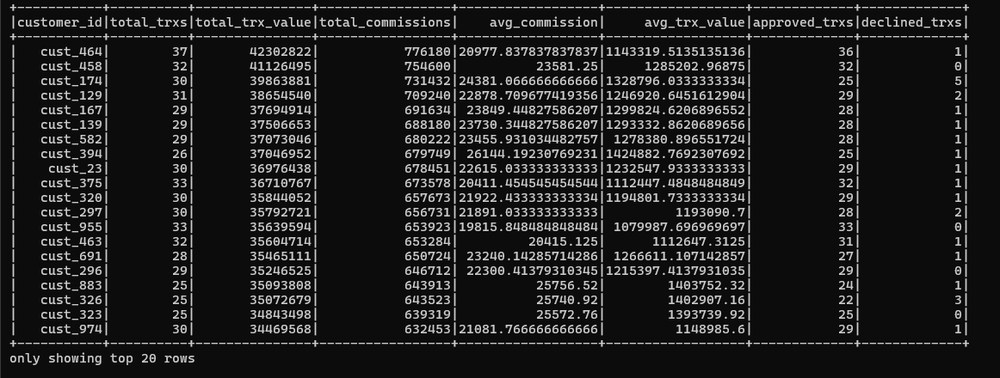 +-----------+----------+---------------+-----------------+------------------+------------------+-------------+-------------+
|customer_id|total_trxs|total_trx_value|total_commissions|    avg_commission|     avg_trx_value|approved_trxs|declined_trxs|
+-----------+----------+---------------+-----------------+------------------+------------------+-------------+-------------+
|   cust_464|        37|       42302822|           776180|20977.837837837837|1143319.5135135136|           36|            1|
|   cust_458|        32|       41126495|           754600|          23581.25|     1285202.96875|           32|            0|
|   cust_174|        30|       39863881|           731432|24381.066666666666|1328796.0333333334|           25|            5|
|   cust_129|        31|       38654540|           709240|22878.709677419356|1246920.6451612904|           29|            2|
|   cust_167|        29|       37694914|           691634| 23849.44827586207|1299824.6206896552|           28|            1|
|   cust_139|        29|       37506653|           688180|23730.344827586207|1293332.8620689656|           28|            1|
|   cust_582|        29|       37073046|           680222|23455.931034482757| 1278380.896551724|           28|            1|
|   cust_394|        26|       37046952|           679749| 26144.19230769231|1424882.7692307692|           25|            1|
|    cust_23|        30|       36976438|           678451|22615.033333333333|1232547.9333333333|           29|            1|
|   cust_375|        33|       36710767|           673578|20411.454545454544|1112447.4848484849|           32|            1|
|   cust_320|        30|       35844052|           657673|21922.433333333334|1194801.7333333334|           29|            1|
|   cust_297|        30|       35792721|           656731|21891.033333333333|         1193090.7|           28|            2|
|   cust_955|        33|       35639594|           653923|19815.848484848484| 1079987.696969697|           33|            0|
|   cust_463|        32|       35604714|           653284|         20415.125|      1112647.3125|           31|            1|
|   cust_691|        28|       35465111|           650724| 23240.14285714286| 1266611.107142857|           27|            1|
|   cust_296|        29|       35246525|           646712| 22300.41379310345|1215397.4137931035|           29|            0|
|   cust_883|        25|       35093808|           643913|          25756.52|        1403752.32|           24|            1|
|   cust_326|        25|       35072679|           643523|          25740.92|        1402907.16|           22|            3|
|   cust_323|        25|       34843498|           639319|          25572.76|        1393739.92|           25|            0|
|   cust_974|        30|       34469568|           632453|21081.766666666666|         1148985.6|           29|            1|
+-----------+----------+---------------+-----------------+------------------+------------------+-------------+-------------+
only showing top 20 rows